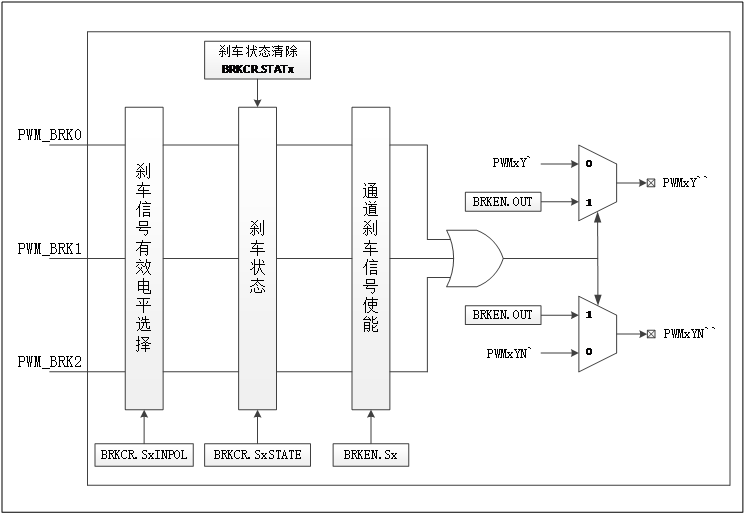 刹车状态清除
BRKCR.STATx
PWM_BRK0
PWM_BRK1
PWM_BRK2
刹车信号有效电平选择
刹车状态
通道刹车信号使能
PWMxY`
0
BRKEN.OUT
1
PWMxY``
BRKEN.OUT
1
PWMxYN`
0
PWMxYN``
BRKCR.SxINPOL
BRKCR.SxSTATE
BRKEN.Sx